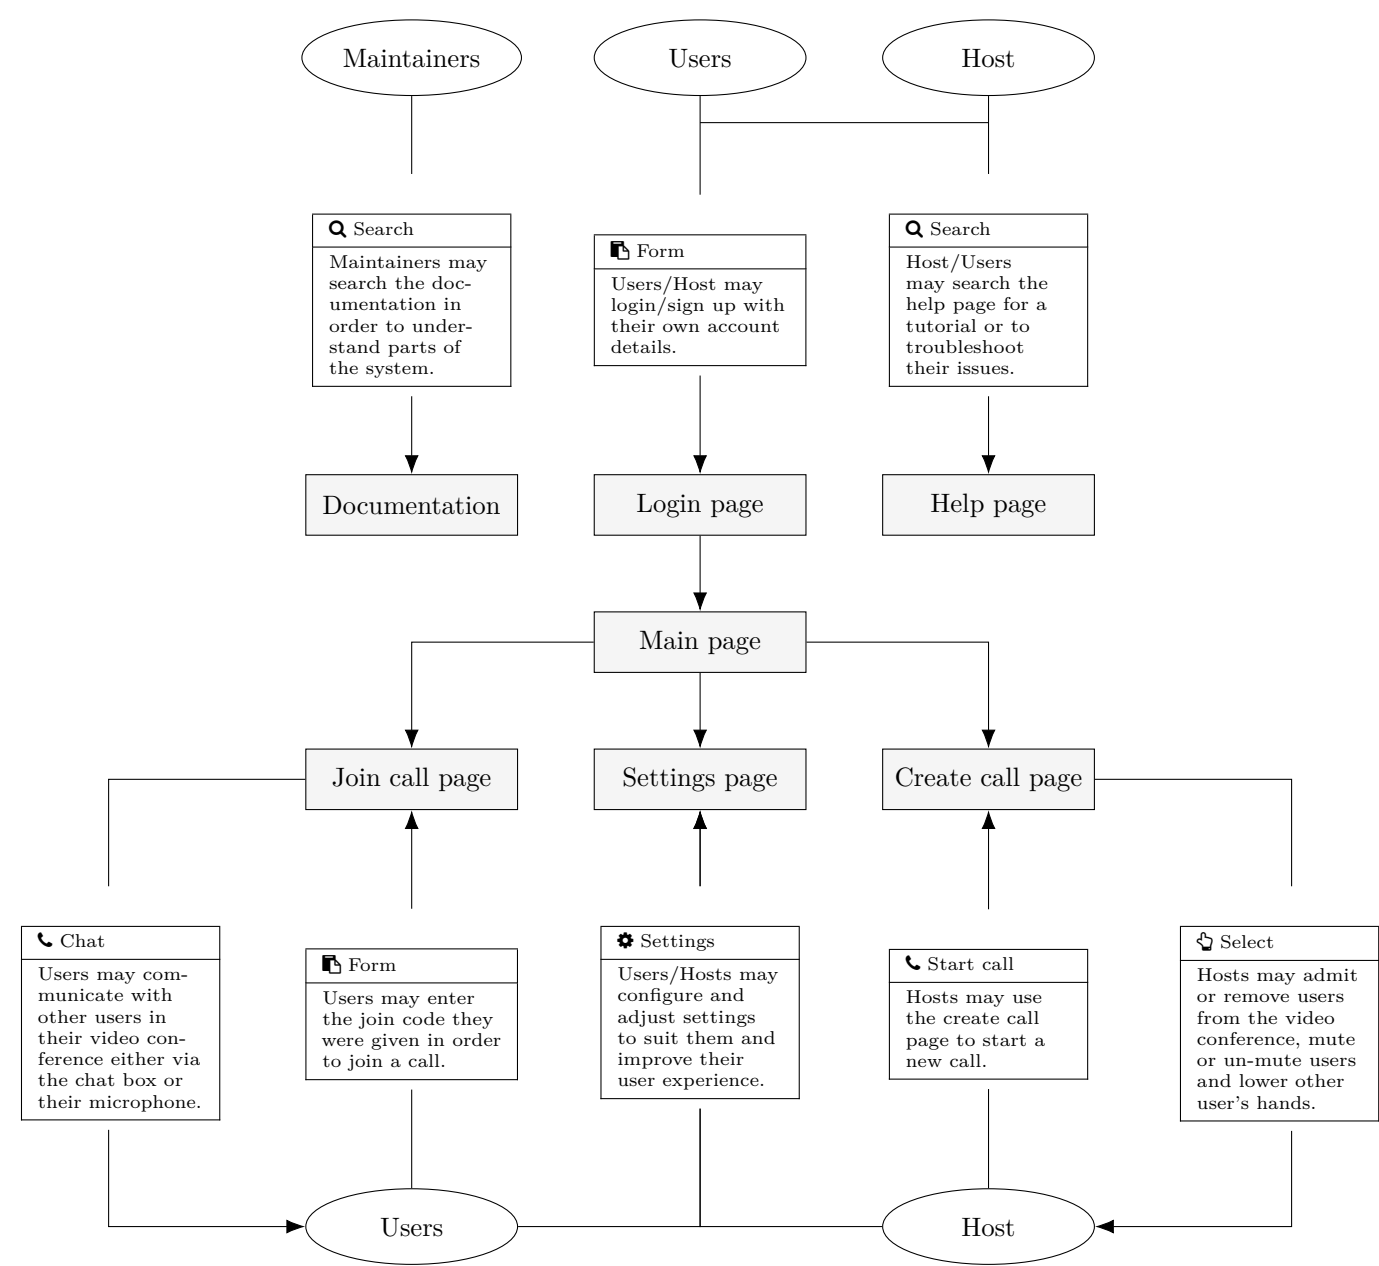 Maintainers
Users
Host
Search
Maintainers may
search the doc-
umentation in
order to under-
stand parts of
the system.
Form
Users/Host may
login/sign up with
their own account
details.
Search
Host/Users
may search the
help page for a
tutorial or to
troubleshoot
their issues.
Documentation
Login page
Help page
Main page
Join call page
Settings page
Create call page
Chat
Users may com-
municate with
other users in
their video con-
ference either via
the chat box or
their microphone.
Form
Users may enter
the join code they
were given in order
to join a call.
Settings
Users/Hosts may
configure and
adjust settings
to suit them and
improve their
user experience.
Start call
Hosts may use
the create call
page to start a
new call.
Select
Hosts may admit
or remove users
from the video
conference, mute
or un-mute users
and lower other
user's hands.
Users
Host